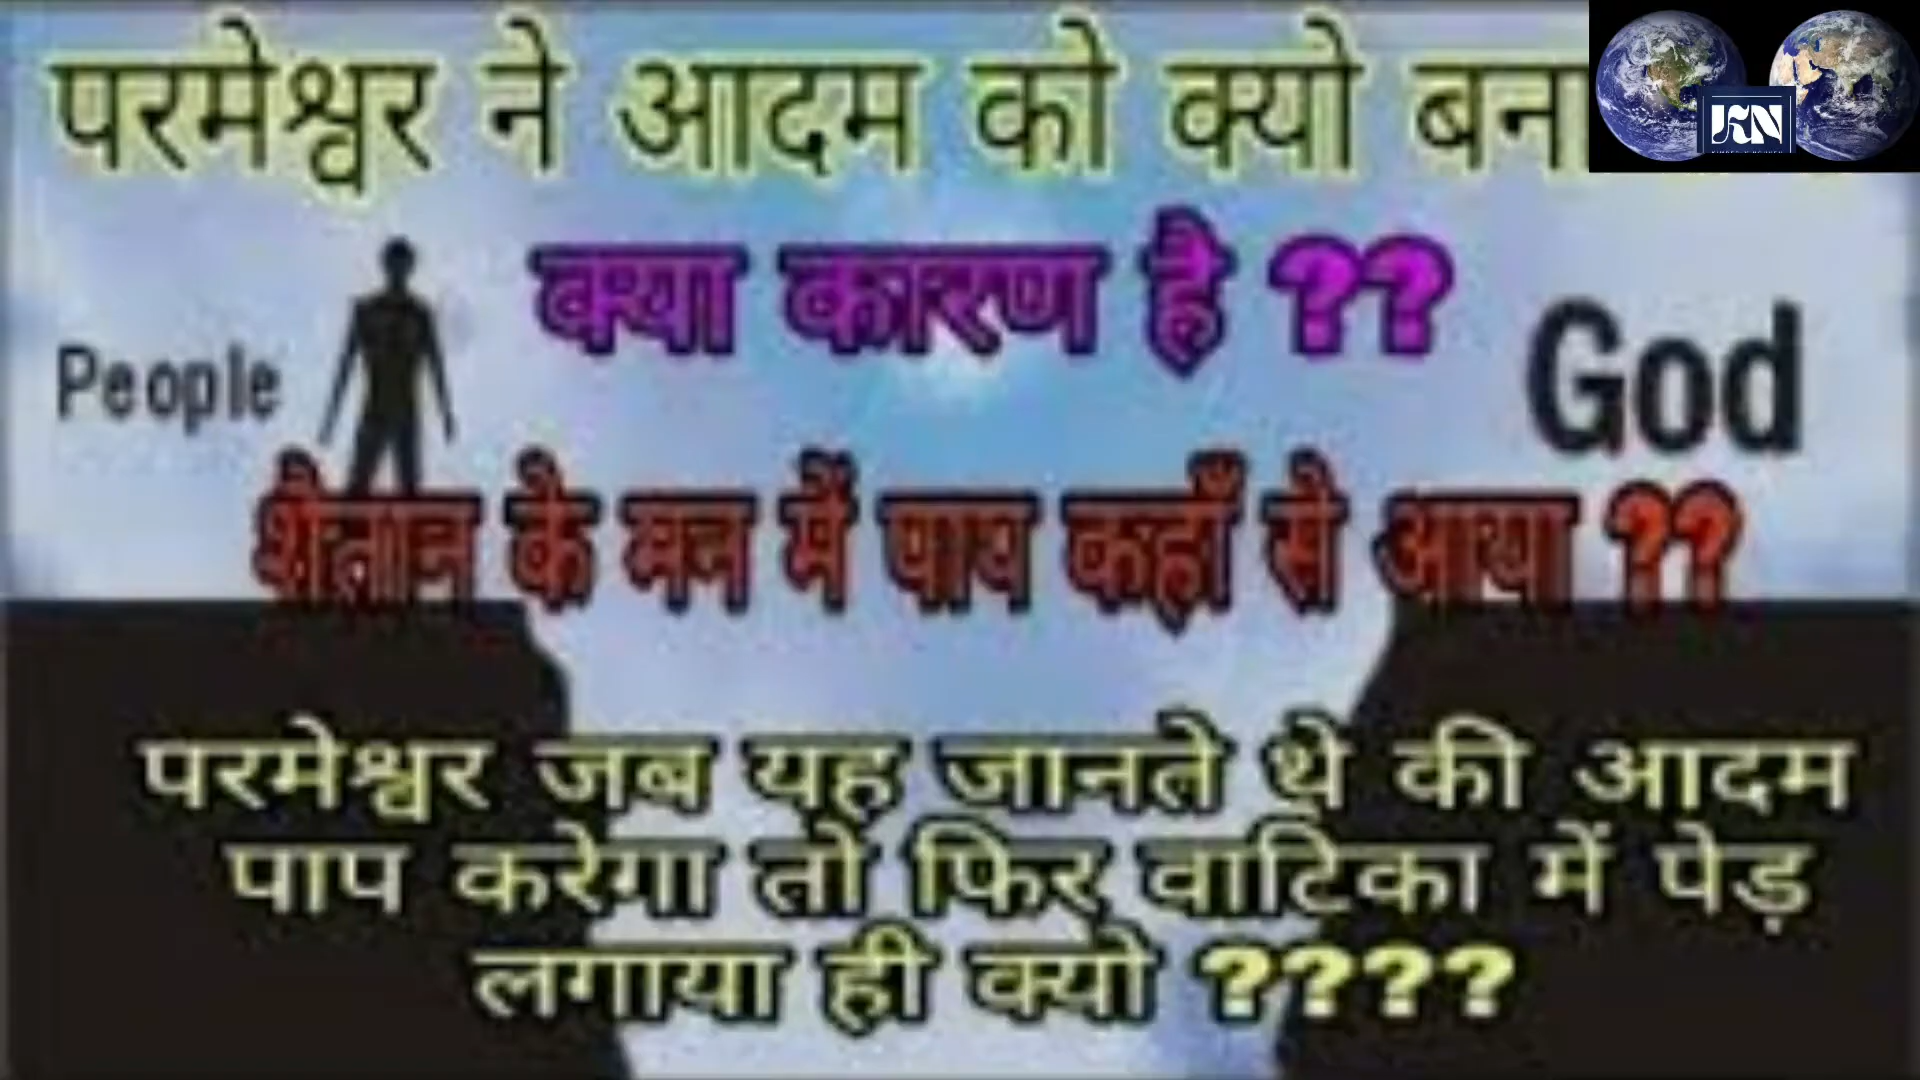 परमेश्वर ने आदम को क्यो बना
क्या कारण है ??
People
God
शैतान के मन में पाप कहाँ से आया ??
परमेश्वर जब यह जानते थे की आदम
पाप करेगा तो फिर वाटिका में पेड़
लगाया ही क्यो ????